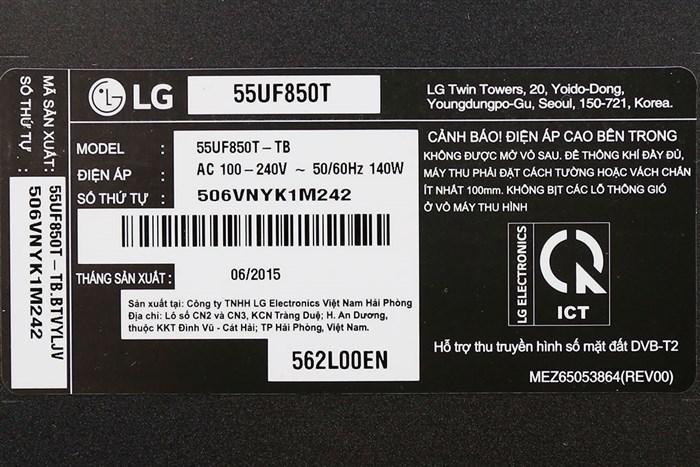 LG
55UF850T
LG Twin Towers, 20, Yoido-Dong,
Youngdungpo-Gu, Seoul, 150-721, Korea.
MODEL : 55UF850T-TB
ĐIỆN ÁP : AC 100-240V ~ 50/60Hz 140W
SỐ THỨ TỰ : 506VNYK1M242
THÁNG SẢN XUẤT : 06/2015
Sản xuất tại: Công ty TNHH LG Electronics Việt Nam Hải Phòng
Địa chỉ: Lô số CN2 và CN3, KCN Tràng Duệ; H. An Dương,
thuộc KKT Đình Vũ - Cát Hải; TP Hải Phòng, Việt Nam.
562L00EN
CẢNH BÁO! ĐIỆN ÁP CAO BÊN TRONG
KHÔNG ĐƯỢC MỞ VỎ SAU. ĐỂ THÔNG KHÍ ĐẦY ĐỦ,
MÁY THU PHẢI ĐẶT CÁCH TƯỜNG HOẶC VÁCH CHẮN
ÍT NHẤT 100mm. KHÔNG BỊT CÁC LỖ THÔNG GIÓ
Ở VỎ MÁY THU HÌNH
LG ELECTRONICS
ICT
Hỗ trợ thu truyền hình số mặt đất DVB-T2
MEZ65053864(REV00)
MÃ SẢN XUẤT: 55UF850T-TB.BTVYLJV
SỐ THỨ TỰ : 506VNYK1M242